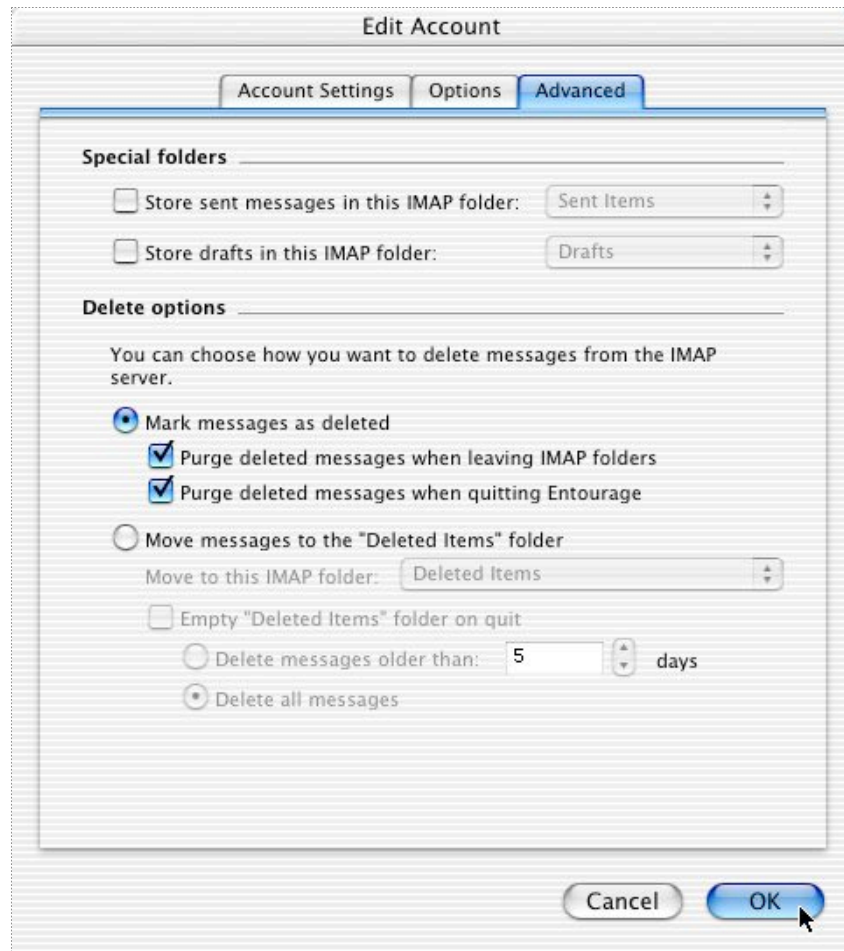 Edit Account
Account Settings Options Advanced
Special folders
Store sent messages in this IMAP folder: Sent Items
Store drafts in this IMAP folder: Drafts
Delete options
You can choose how you want to delete messages from the IMAP
server.
Mark messages as deleted
Purge deleted messages when leaving IMAP folders
Purge deleted messages when quitting Entourage
Move messages to the "Deleted Items" folder
Move to this IMAP folder: Deleted Items
Empty "Deleted Items" folder on quit
Delete messages older than: 5 days
Delete all messages
Cancel OK